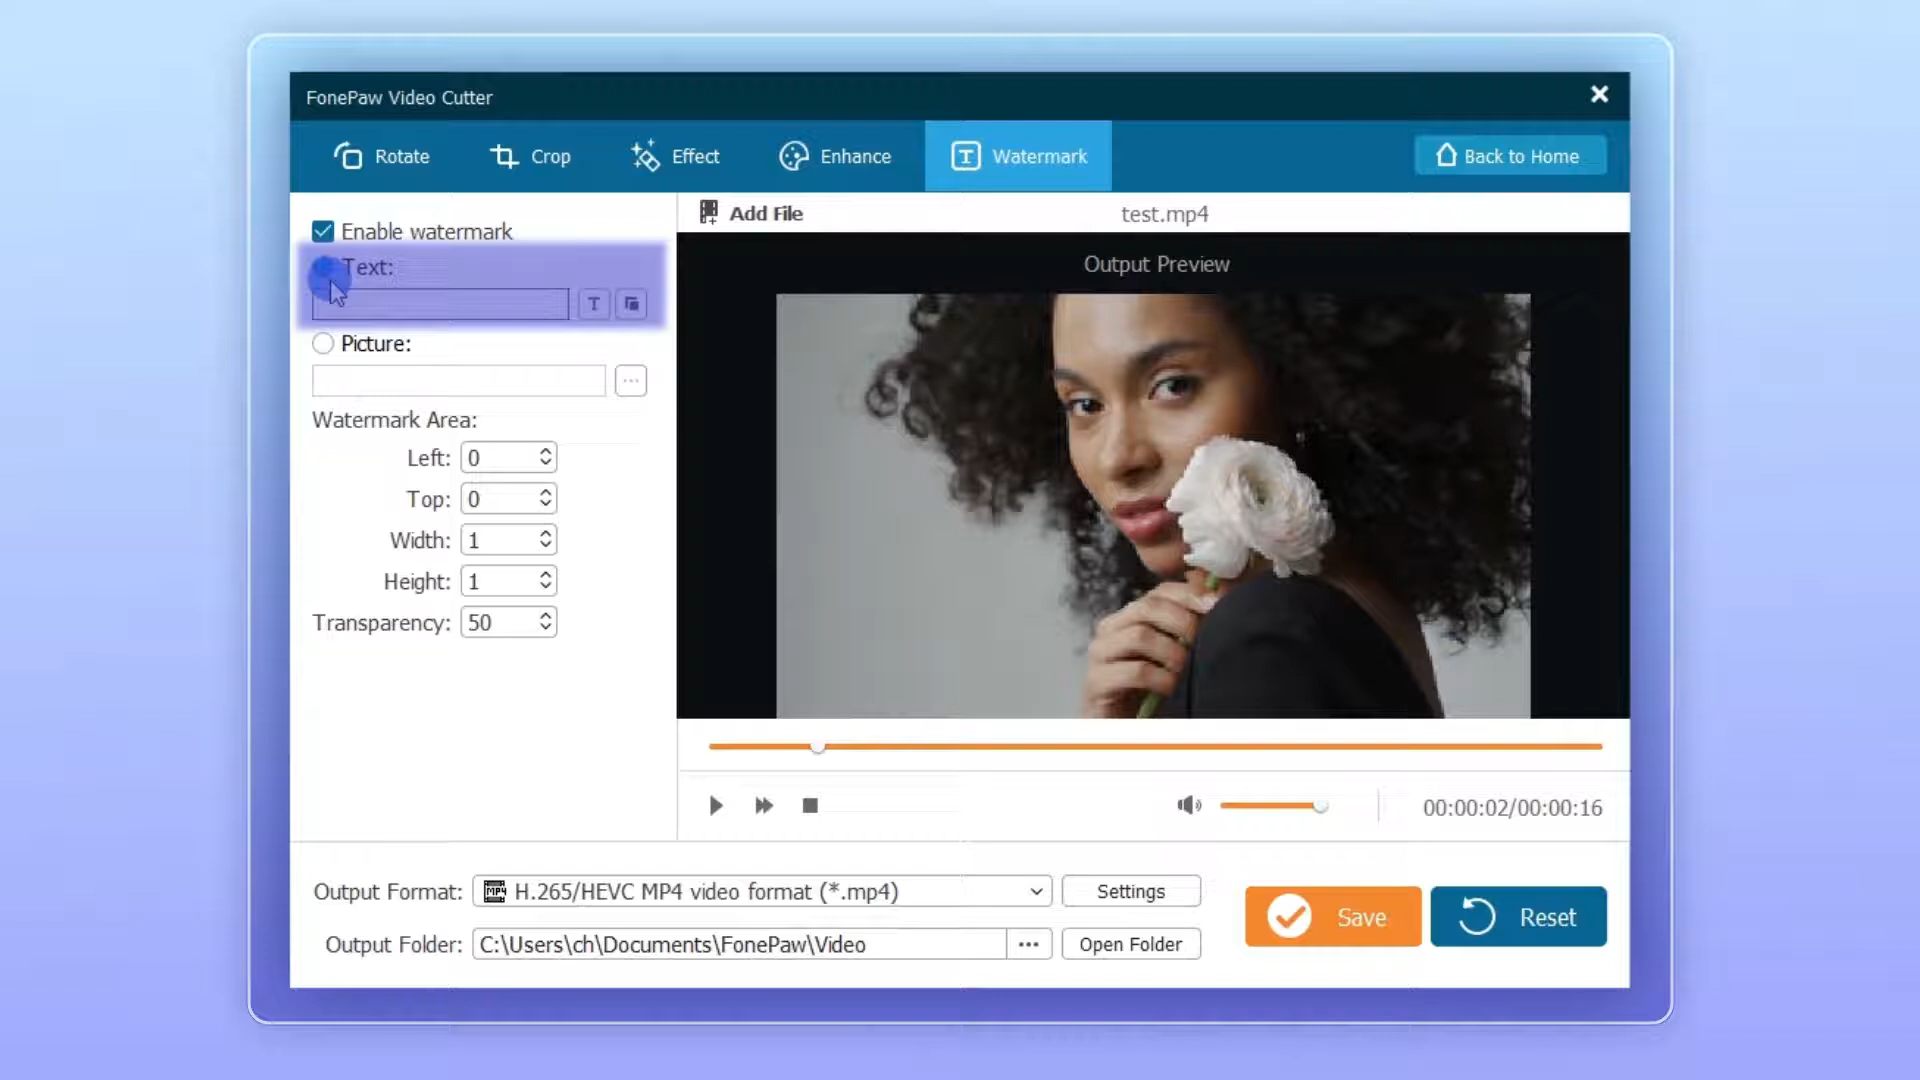 FonePaw Video Cutter
Rotate Crop Effect Enhance Watermark Back to Home
Enable watermark
Text:
Picture:
Watermark Area:
Left: 0
Top: 0
Width: 1
Height: 1
Transparency: 50
Add File test.mp4
Output Preview
00:00:02/00:00:16
Output Format: MP4 H.265/HEVC MP4 video format (*.mp4) Settings
Output Folder: C:\Users\ch\Documents\FonePaw\Video ... Open Folder
Save Reset